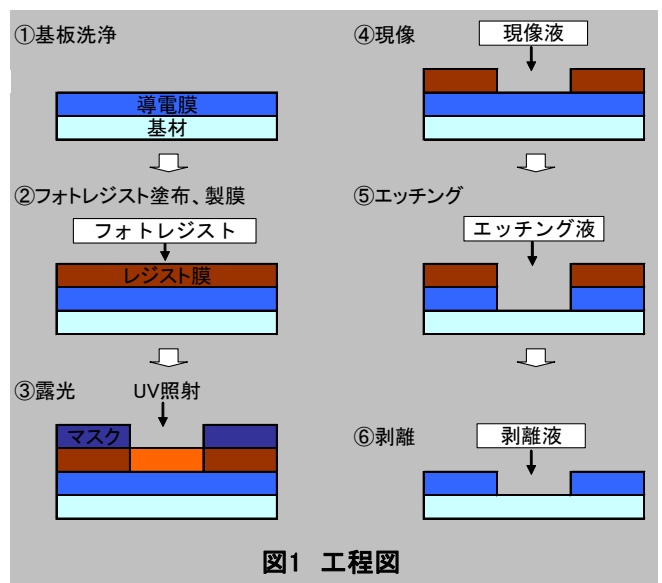 ①基板洗浄
導電膜
基材
②フォトレジスト塗布、製膜
フォトレジスト
レジスト膜
③露光 UV照射
マスク
④現像 現像液
⑤エッチング
エッチング液
⑥剥離 剥離液
図1 工程図